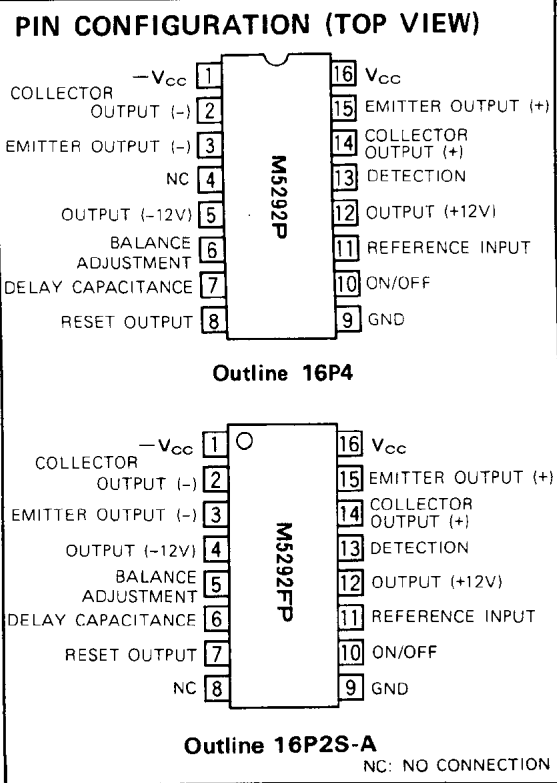 PIN CONFIGURATION (TOP VIEW)
−Vcc 1
COLLECTOR
OUTPUT (-) 2
EMITTER OUTPUT (-) 3
NC 4
OUTPUT (-12V) 5
BALANCE
ADJUSTMENT 6
DELAY CAPACITANCE 7
RESET OUTPUT 8
M5292P
16 Vcc
15 EMITTER OUTPUT (+)
14 COLLECTOR
OUTPUT (+)
13 DETECTION
12 OUTPUT (+12V)
11 REFERENCE INPUT
10 ON/OFF
9 GND
Outline 16P4
−Vcc 1
COLLECTOR
OUTPUT (-) 2
EMITTER OUTPUT (-) 3
OUTPUT (-12V) 4
BALANCE
ADJUSTMENT 5
DELAY CAPACITANCE 6
RESET OUTPUT 7
NC 8
M5292FP
16 Vcc
15 EMITTER OUTPUT (+)
14 COLLECTOR
OUTPUT (+)
13 DETECTION
12 OUTPUT (+12V)
11 REFERENCE INPUT
10 ON/OFF
9 GND
Outline 16P2S-A
NC: NO CONNECTION